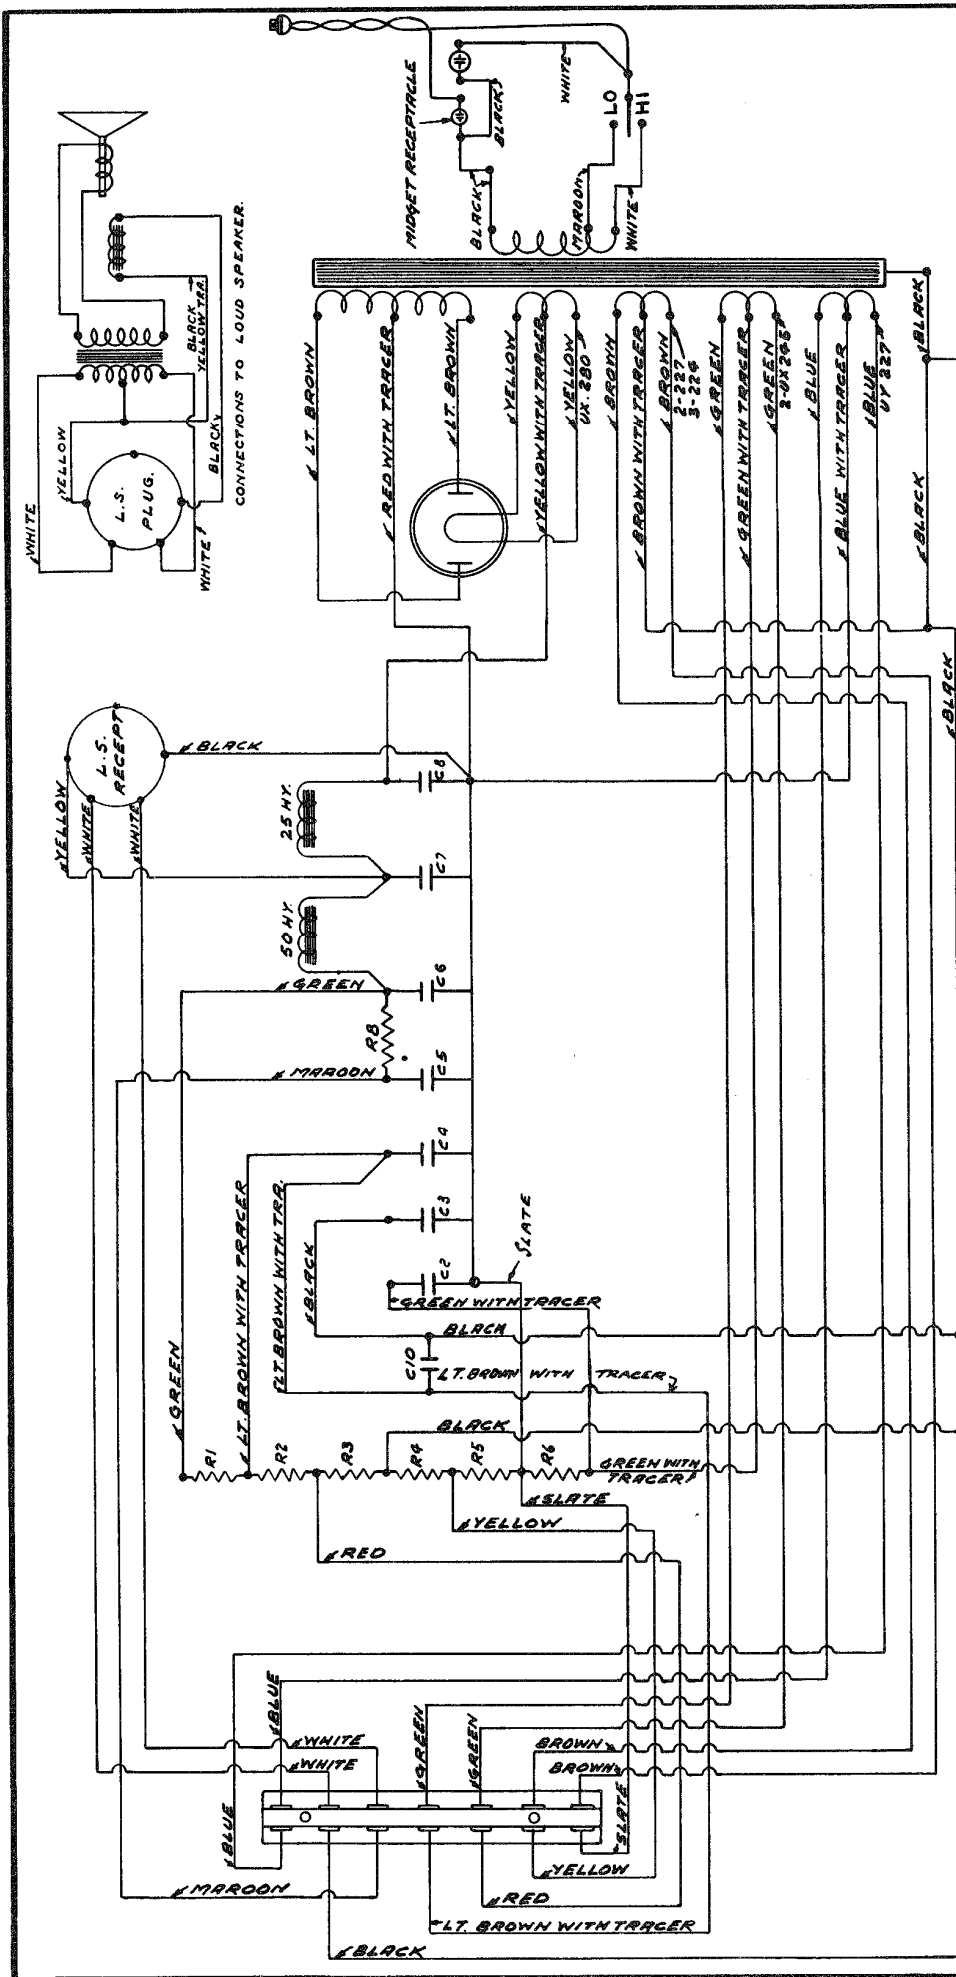 MIDGET RECEPTACLE
BLACK
WHITE
LO
HI
BLACK
MAROON
WHITE
BLACK
YELLOW TRA.
WHITE
YELLOW
L.S.
PLUG.
BLACK
WHITE
CONNECTIONS TO LOUD SPEAKER.
LT. BROWN
RED WITH TRACER
LT. BROWN
YELLOW
YELLOW WITH TRACER
YELLOW
UX. 280
BROWN
BROWN WITH TRACER
BROWN
2-227
3-224
GREEN
GREEN WITH TRACER
GREEN
2-UX245
BLUE
BLUE WITH TRACER
BLUE
UY 227
BLACK
BLACK
BLACK
L.S.
RECEPT
BLACK
YELLOW
WHITE
WHITE
25 HY.
C8
C7
50 HY.
GREEN
C6
R8
MAROON
C5
C4
LT. BROWN WITH TRACER
LT. BROWN WITH TRA.
C3
BLACK
C2
SLATE
GREEN WITH TRACER
BLACK
C10
LT. BROWN WITH TRACER
GREEN
BLACK
R1
R2
R3
R4
R5
R6
GREEN WITH
TRACER
SLATE
YELLOW
RED
BLUE
WHITE
WHITE
GREEN
GREEN
BROWN
BROWN
BLUE
SLATE
MAROON
YELLOW
RED
LT. BROWN WITH TRACER
BLACK